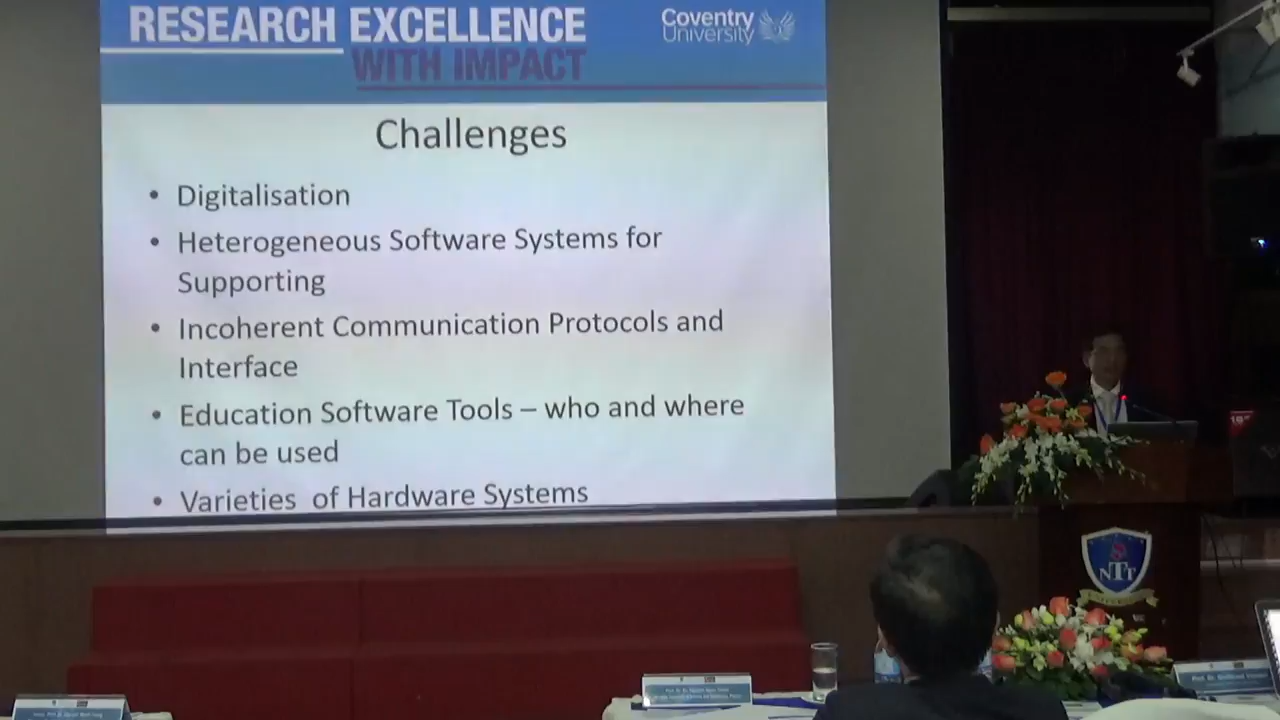 RESEARCH EXCELLENCE
WITH IMPACT
Coventry
University
Challenges
• Digitalisation
• Heterogeneous Software Systems for
Supporting
• Incoherent Communication Protocols and
Interface
• Education Software Tools – who and where
can be used
• Varieties of Hardware Systems
NTT